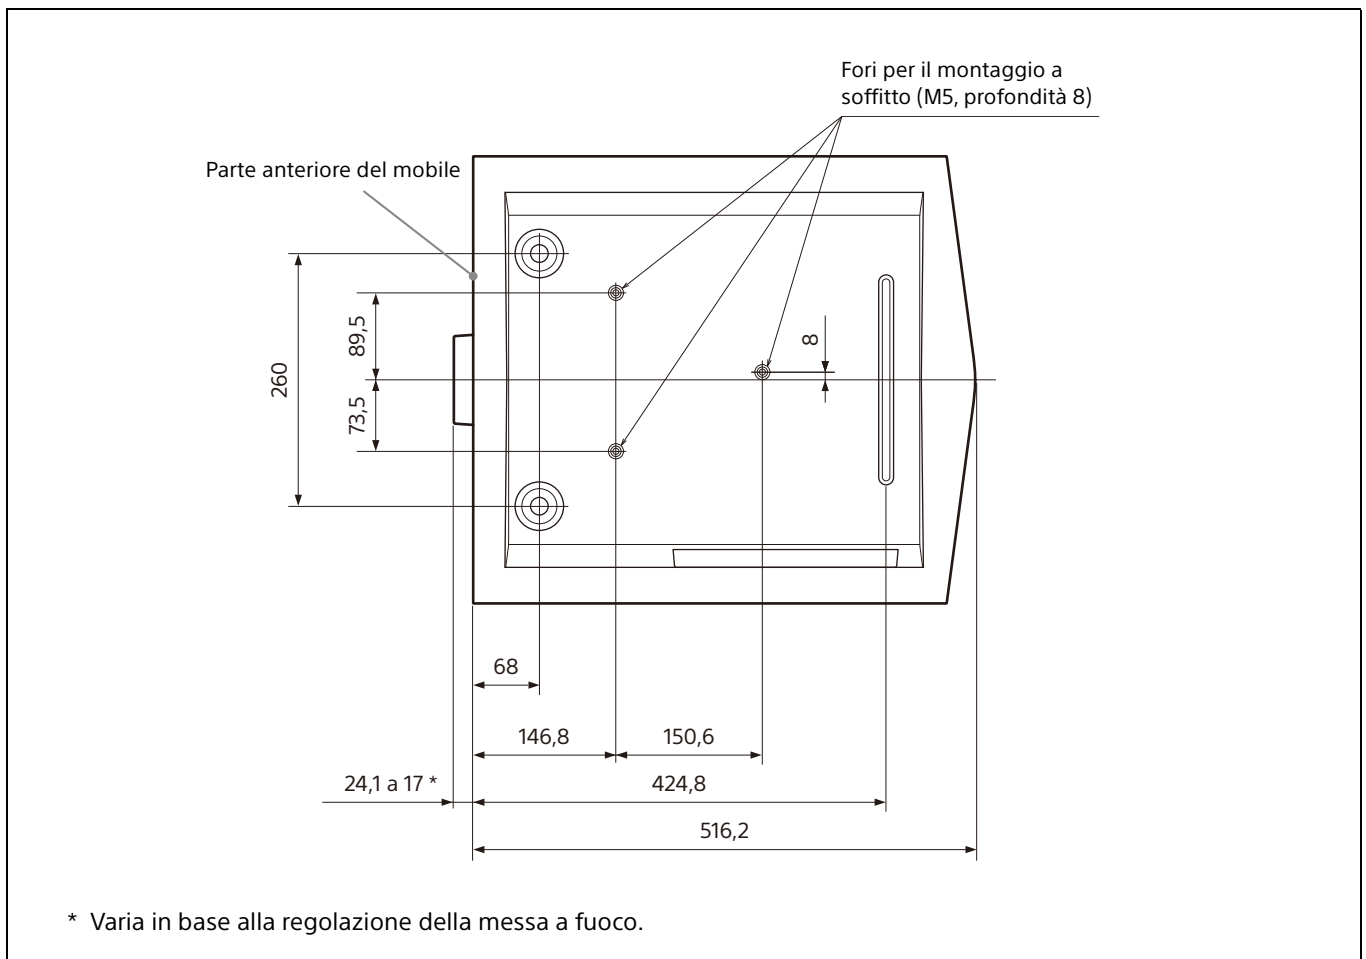 Fori per il montaggio a
soffitto (M5, profondità 8)
Parte anteriore del mobile
89,5
8
260
73,5
68
146,8
150,6
24,1 a 17 *
424,8
516,2
* Varia in base alla regolazione della messa a fuoco.